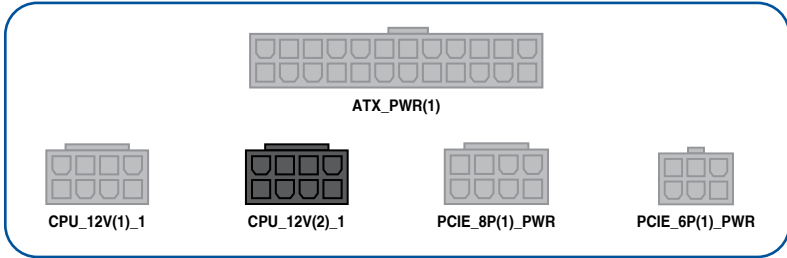 ATX_PWR(1)
CPU_12V(1)_1
CPU_12V(2)_1
PCIE_8P(1)_PWR
PCIE_6P(1)_PWR